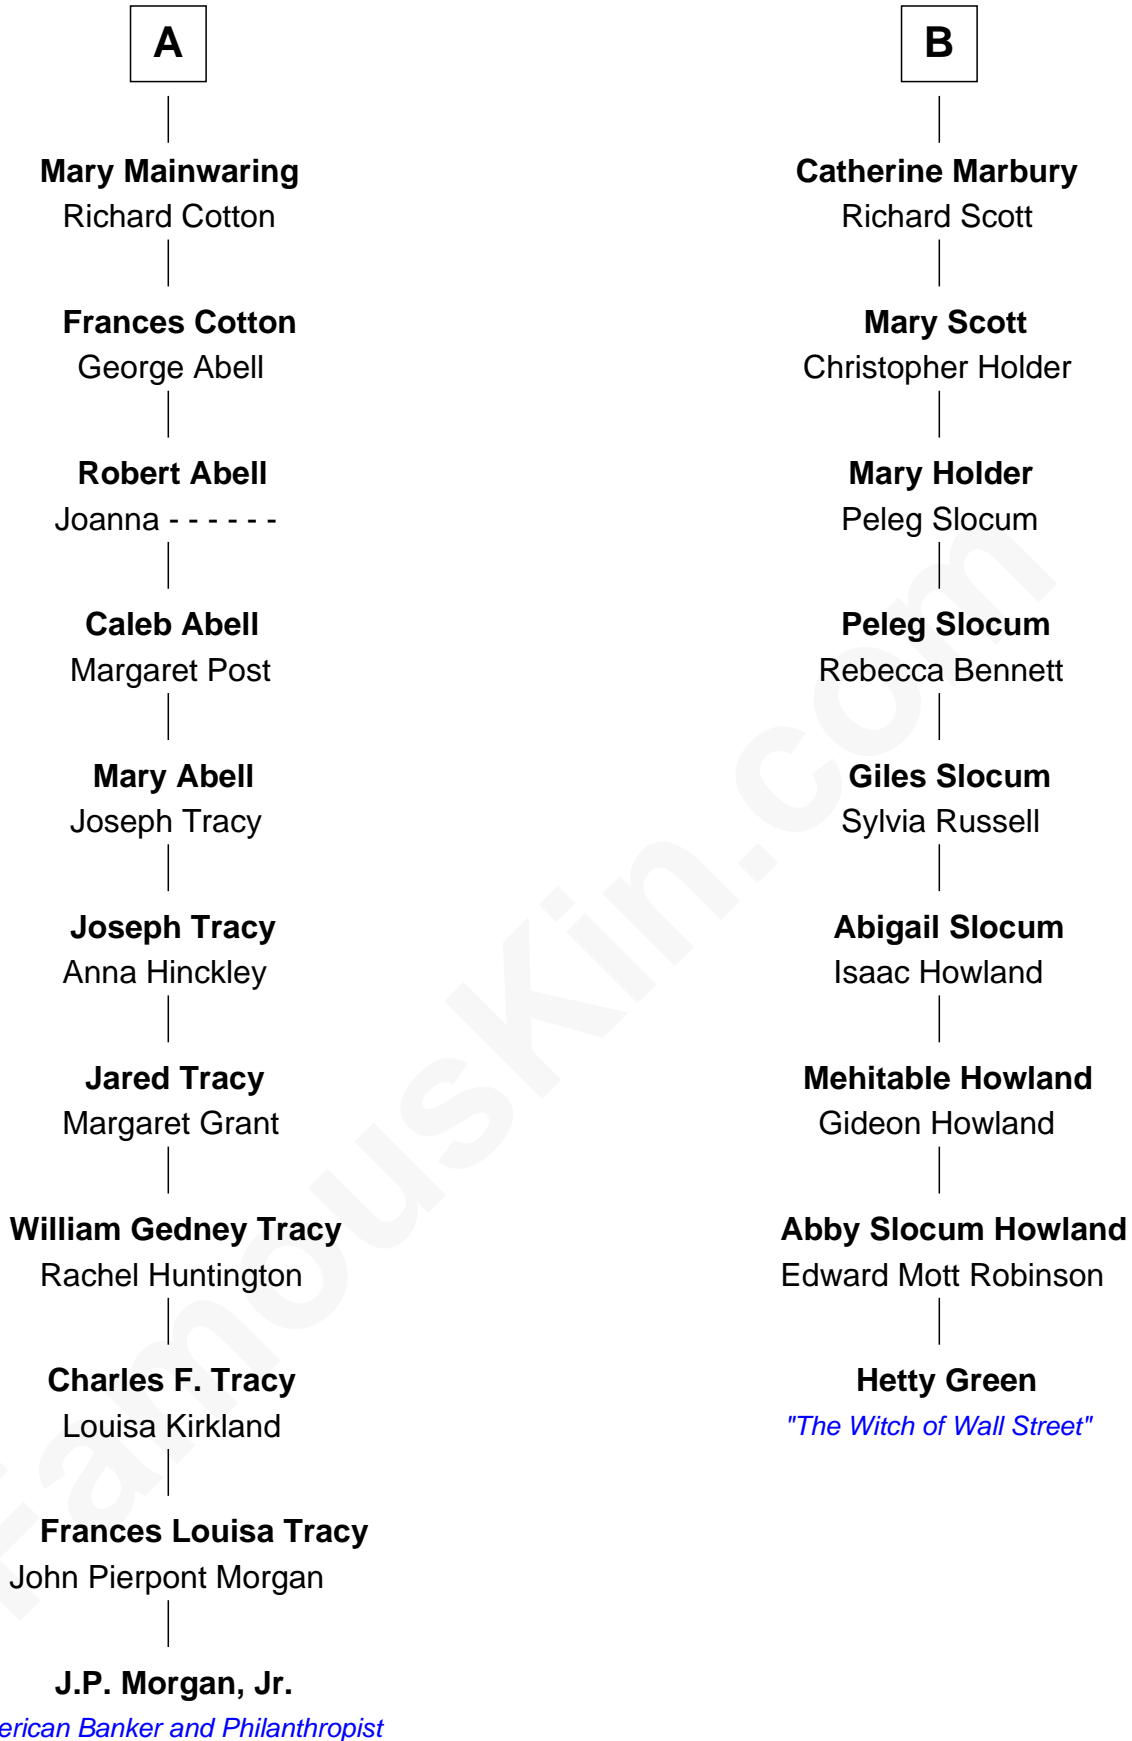 A
Mary Mainwaring
Richard Cotton
Frances Cotton
George Abell
Robert Abell
Joanna - - - - - -
Caleb Abell
Margaret Post
Mary Abell
Joseph Tracy
Joseph Tracy
Anna Hinckley
Jared Tracy
Margaret Grant
William Gedney Tracy
Rachel Huntington
Charles F. Tracy
Louisa Kirkland
Frances Louisa Tracy
John Pierpont Morgan
J.P. Morgan, Jr.
erican Banker and Philanthropist
B
Catherine Marbury
Richard Scott
Mary Scott
Christopher Holder
Mary Holder
Peleg Slocum
Peleg Slocum
Rebecca Bennett
Giles Slocum
Sylvia Russell
Abigail Slocum
Isaac Howland
Mehitable Howland
Gideon Howland
Abby Slocum Howland
Edward Mott Robinson
Hetty Green
"The Witch of Wall Street"
FamousKin.com